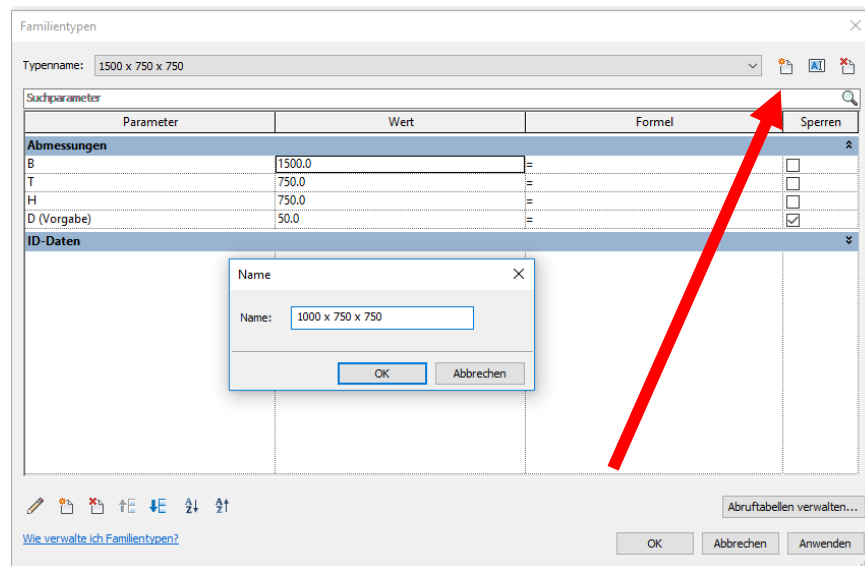 Familientypen
Typenname: 1500 x 750 x 750
Suchparameter
Parameter Wert Formel Sperren
Abmessungen
B 1500.0 =
T 750.0 =
H 750.0 =
D (Vorgabe) 50.0 =
ID-Daten
Name
Name: 1000 x 750 x 750
OK Abbrechen
Abruftabellen verwalten...
Wie verwalte ich Familientypen?
OK Abbrechen Anwenden